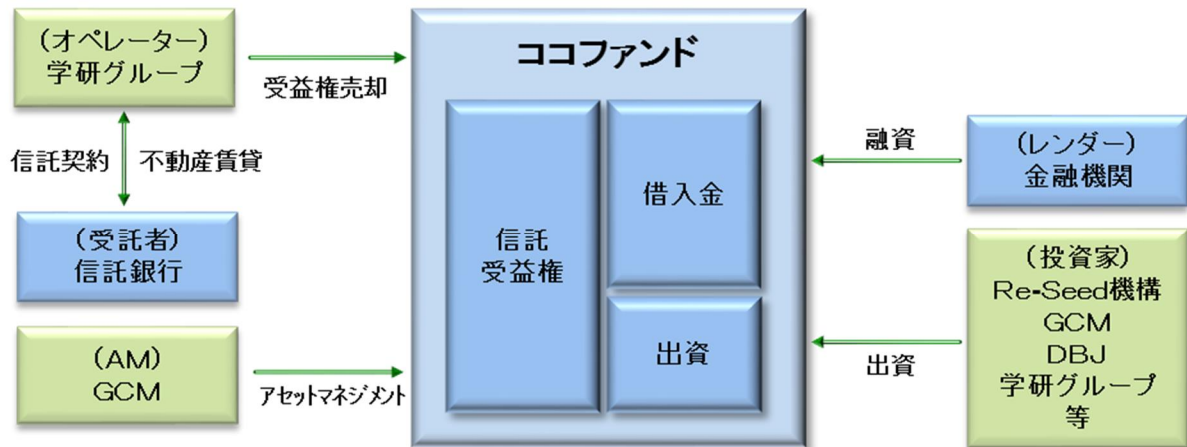 (オペレーター)
学研グループ
受益権売却
信託契約
不動産賃貸
(受託者)
信託銀行
(AM)
GCM
アセットマネジメント
ココファンド
信託
受益権
借入金
出資
融資
(レンダー)
金融機関
出資
(投資家)
Re-Seed機構
GCM
DBJ
学研グループ
等